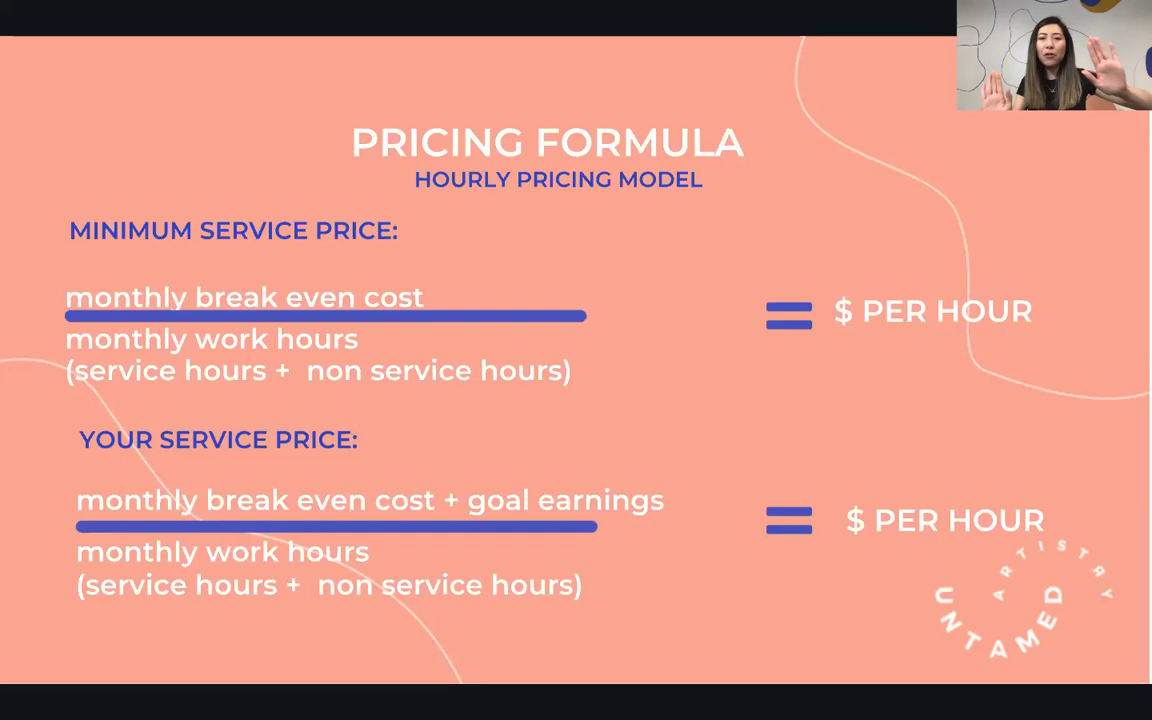 PRICING FORMULA
HOURLY PRICING MODEL
MINIMUM SERVICE PRICE:
monthly break even cost
monthly work hours
(service hours + non service hours)
= $ PER HOUR
YOUR SERVICE PRICE:
monthly break even cost + goal earnings
monthly work hours
(service hours + non service hours)
= $ PER HOUR
UNTAMED
ARTISTRY